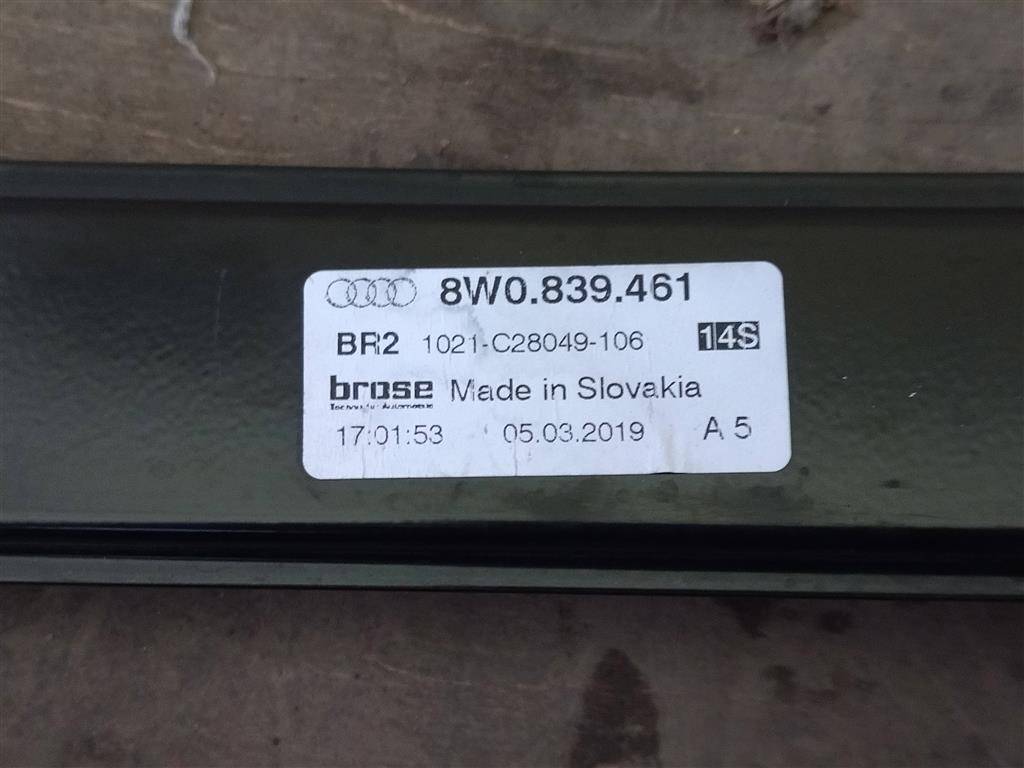 8W0.839.461
BR2 1021-C28049-106 14S
brose Made in Slovakia
17:01:53 05.03.2019 A 5